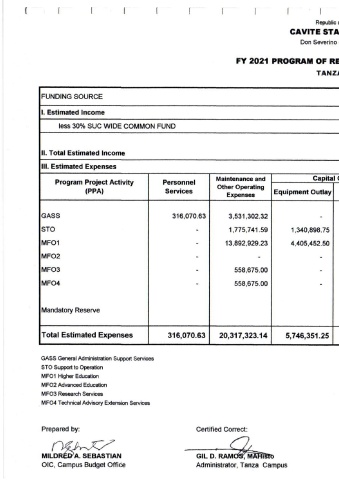 Republic
CAVITE STA
Don Severino
FY 2021 PROGRAM OF RE
TANZA
FUNDING SOURCE
I. Estimated Income
less 30% SUC WIDE COMMON FUND
II. Total Estimated Income
III. Estimated Expenses
Program Project Activity (PPA) Personnel Services Maintenance and Other Operating Expenses Capital
Equipment Outlay
GASS 316,070.63 3,531,302.32 -
STO - 1,775,741.59 1,340,898.75
MFO1 - 13,892,929.23 4,405,452.50
MFO2 - - -
MFO3 - 558,675.00 -
MFO4 - 558,675.00 -
Mandatory Reserve
Total Estimated Expenses 316,070.63 20,317,323.14 5,746,351.25
GASS General Administration Support Services
STO Support to Operation
MFO1 Higher Education
MFO2 Advanced Education
MFO3 Research Services
MFO4 Technical Advisory Extension Services
Prepared by: Certified Correct:
MILDRED A. SEBASTIAN GIL D. RAMOS, MAHisto
OIC, Campus Budget Office Administrator, Tanza Campus